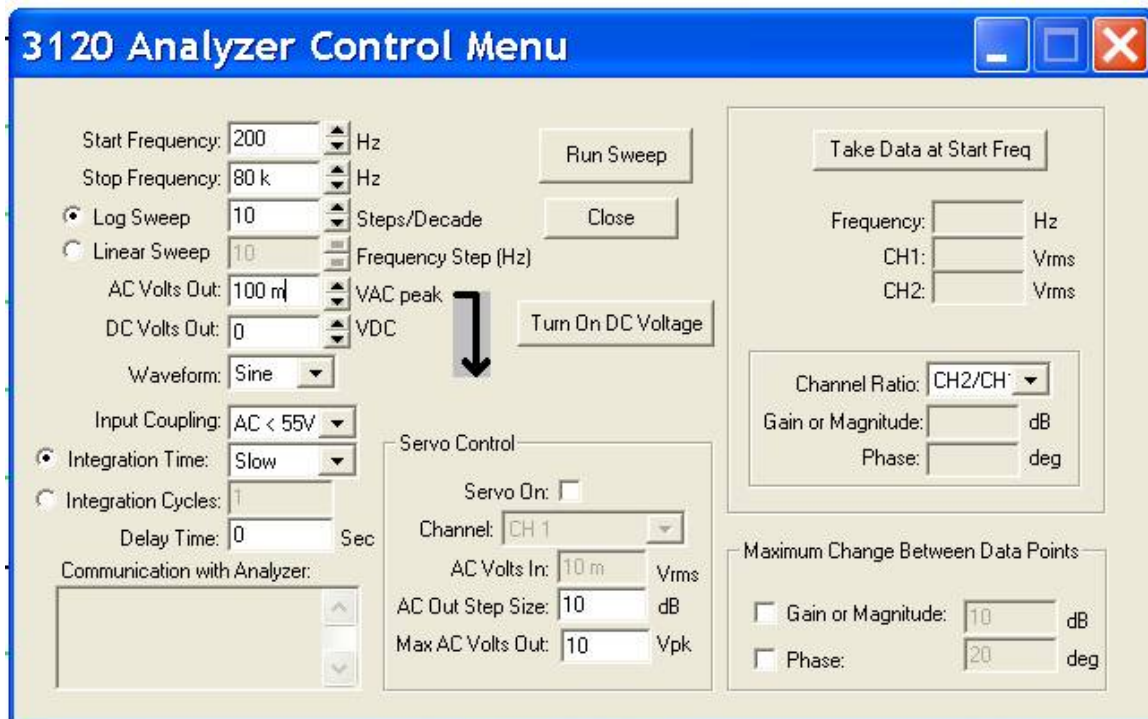 3120 Analyzer Control Menu
Start Frequency: 200 Hz
Stop Frequency: 80 k Hz
Log Sweep 10 Steps/Decade
Linear Sweep 10 Frequency Step (Hz)
AC Volts Out: 100 m VAC peak
DC Volts Out: 0 VDC
Waveform: Sine
Input Coupling: AC < 55V
Integration Time: Slow
Integration Cycles: 1
Delay Time: 0 Sec
Communication with Analyzer:
Run Sweep
Close
Turn On DC Voltage
Servo Control
Servo On:
Channel: CH 1
AC Volts In: 10 m Vrms
AC Out Step Size: 10 dB
Max AC Volts Out: 10 Vpk
Take Data at Start Freq
Frequency: Hz
CH1: Vrms
CH2: Vrms
Channel Ratio: CH2/CH
Gain or Magnitude: dB
Phase: deg
Maximum Change Between Data Points
Gain or Magnitude: 10 dB
Phase: 20 deg